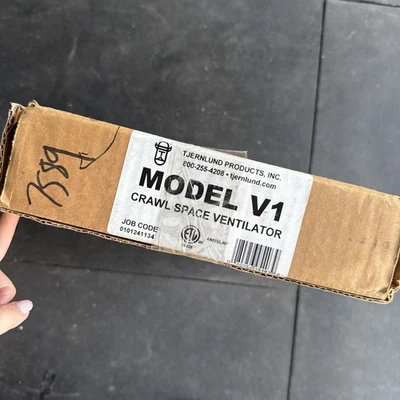 7589
TJERNLUND PRODUCTS, INC.
800-255-4208 • tjernlund.com
MODEL V1
CRAWL SPACE VENTILATOR
JOB CODE
0101241134